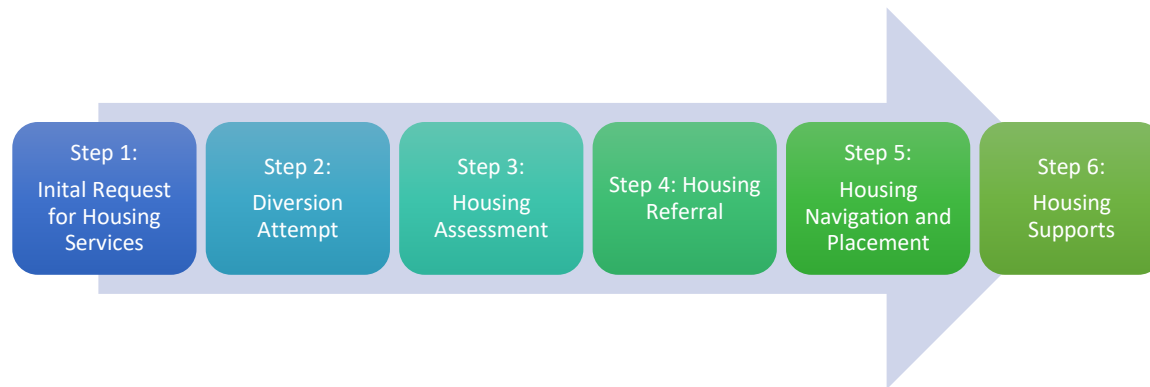 Step 1:
Inital Request
for Housing
Services
Step 2:
Diversion
Attempt
Step 3:
Housing
Assessment
Step 4: Housing
Referral
Step 5:
Housing
Navigation and
Placement
Step 6:
Housing
Supports